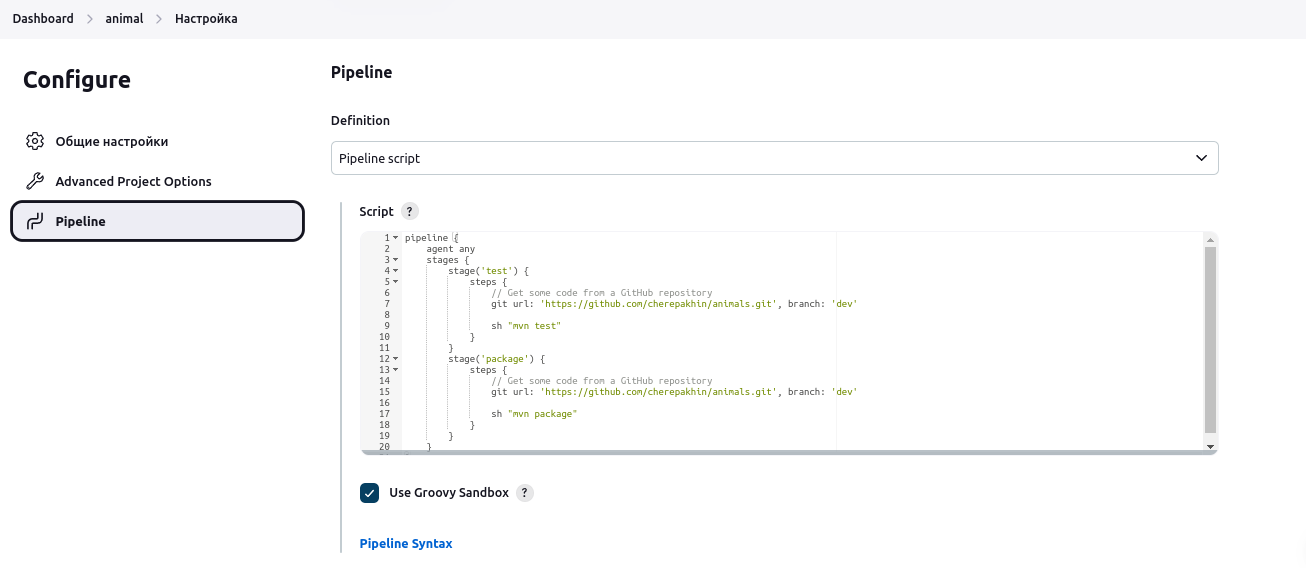 Dashboard > animal > Настройка
Configure
Общие настройки
Advanced Project Options
Pipeline
Pipeline
Definition
Pipeline script
Script ?
1 pipeline {
2     agent any
3     stages {
4         stage('test') {
5             steps {
6                 // Get some code from a GitHub repository
7                 git url: 'https://github.com/cherepakhin/animals.git', branch: 'dev'
8
9                 sh "mvn test"
10             }
11         }
12         stage('package') {
13             steps {
14                 // Get some code from a GitHub repository
15                 git url: 'https://github.com/cherepakhin/animals.git', branch: 'dev'
16
17                 sh "mvn package"
18             }
19         }
20     }
Use Groovy Sandbox ?
Pipeline Syntax